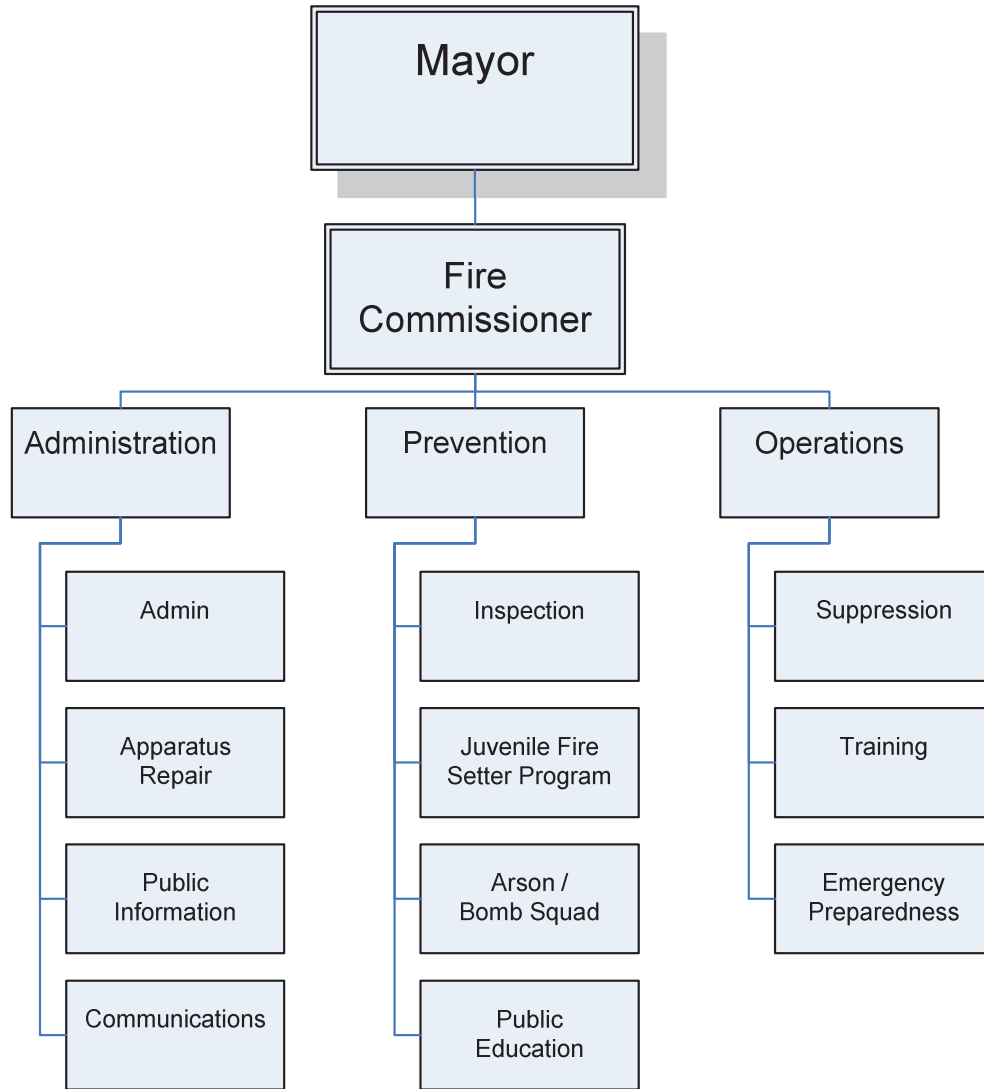 Mayor
Fire
Commissioner
Administration
Prevention
Operations
Admin
Inspection
Suppression
Apparatus
Repair
Juvenile Fire
Setter Program
Training
Public
Information
Arson /
Bomb Squad
Emergency
Preparedness
Communications
Public
Education